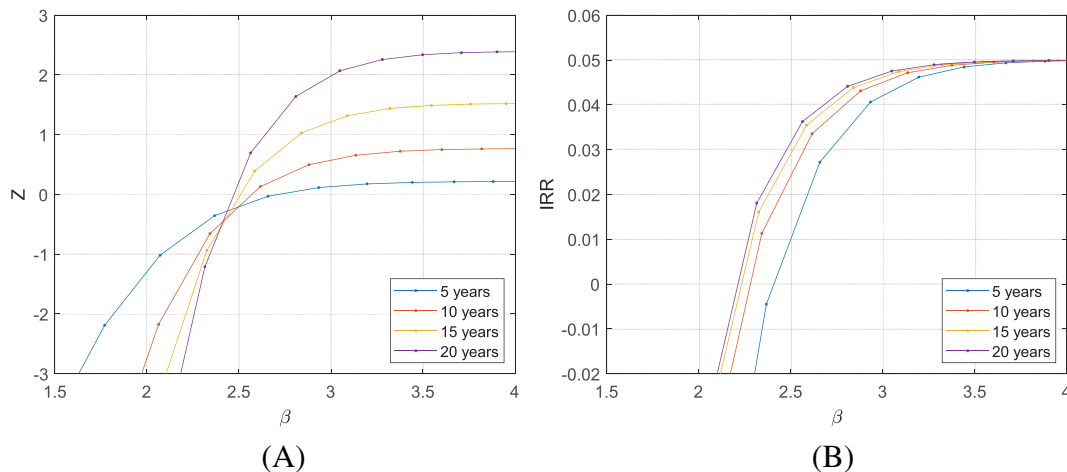 3
2
1
0
-1
-2
-3
Z
1.5 2 2.5 3 3.5 4
β
5 years
10 years
15 years
20 years
(A)
0.06
0.05
0.04
0.03
0.02
0.01
0
-0.01
-0.02
IRR
1.5 2 2.5 3 3.5 4
β
5 years
10 years
15 years
20 years
(B)